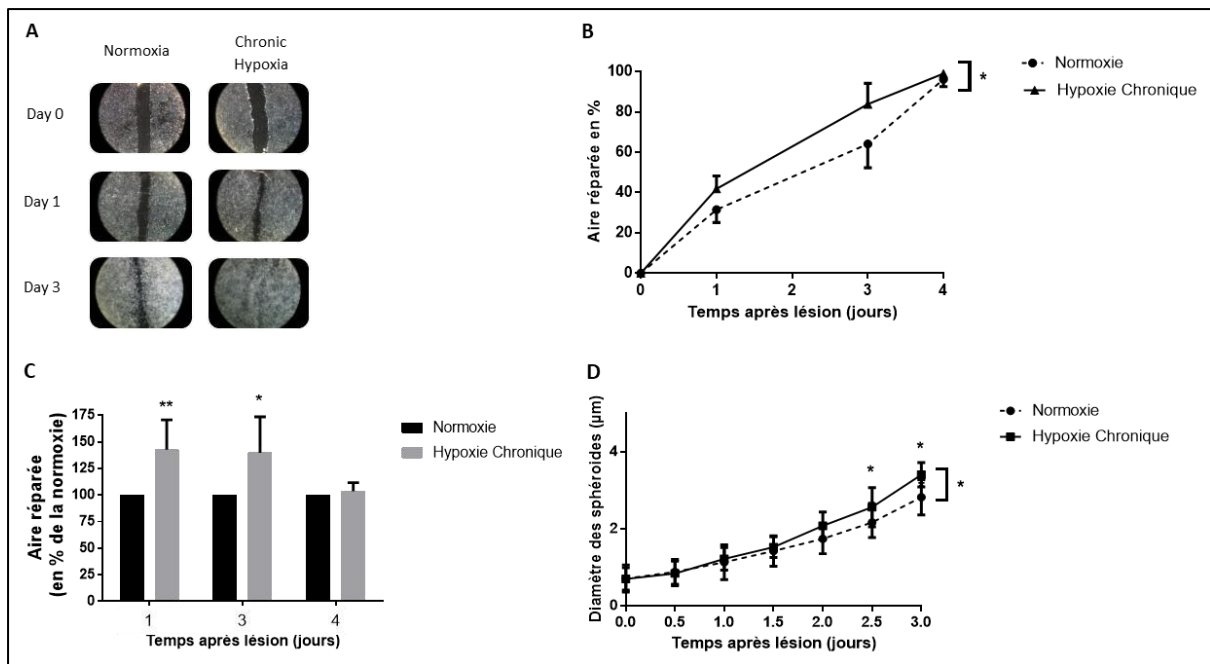 A
Normoxia
Chronic
Hypoxia
Day 0
Day 1
Day 3
B
Aire réparée en %
100
80
60
40
20
0
0
1
2
3
4
Temps après lésion (jours)
*
Normoxie
Hypoxie Chronique
C
Aire réparée
(en % de la normoxie)
175
150
125
100
75
50
25
0
**
*
1
3
4
Temps après lésion (jours)
Normoxie
Hypoxie Chronique
D
Diamètre des sphèroides (µm)
4
2
0
*
*
*
0.0
0.5
1.0
1.5
2.0
2.5
3.0
Temps après lésion (jours)
Normoxie
Hypoxie Chronique